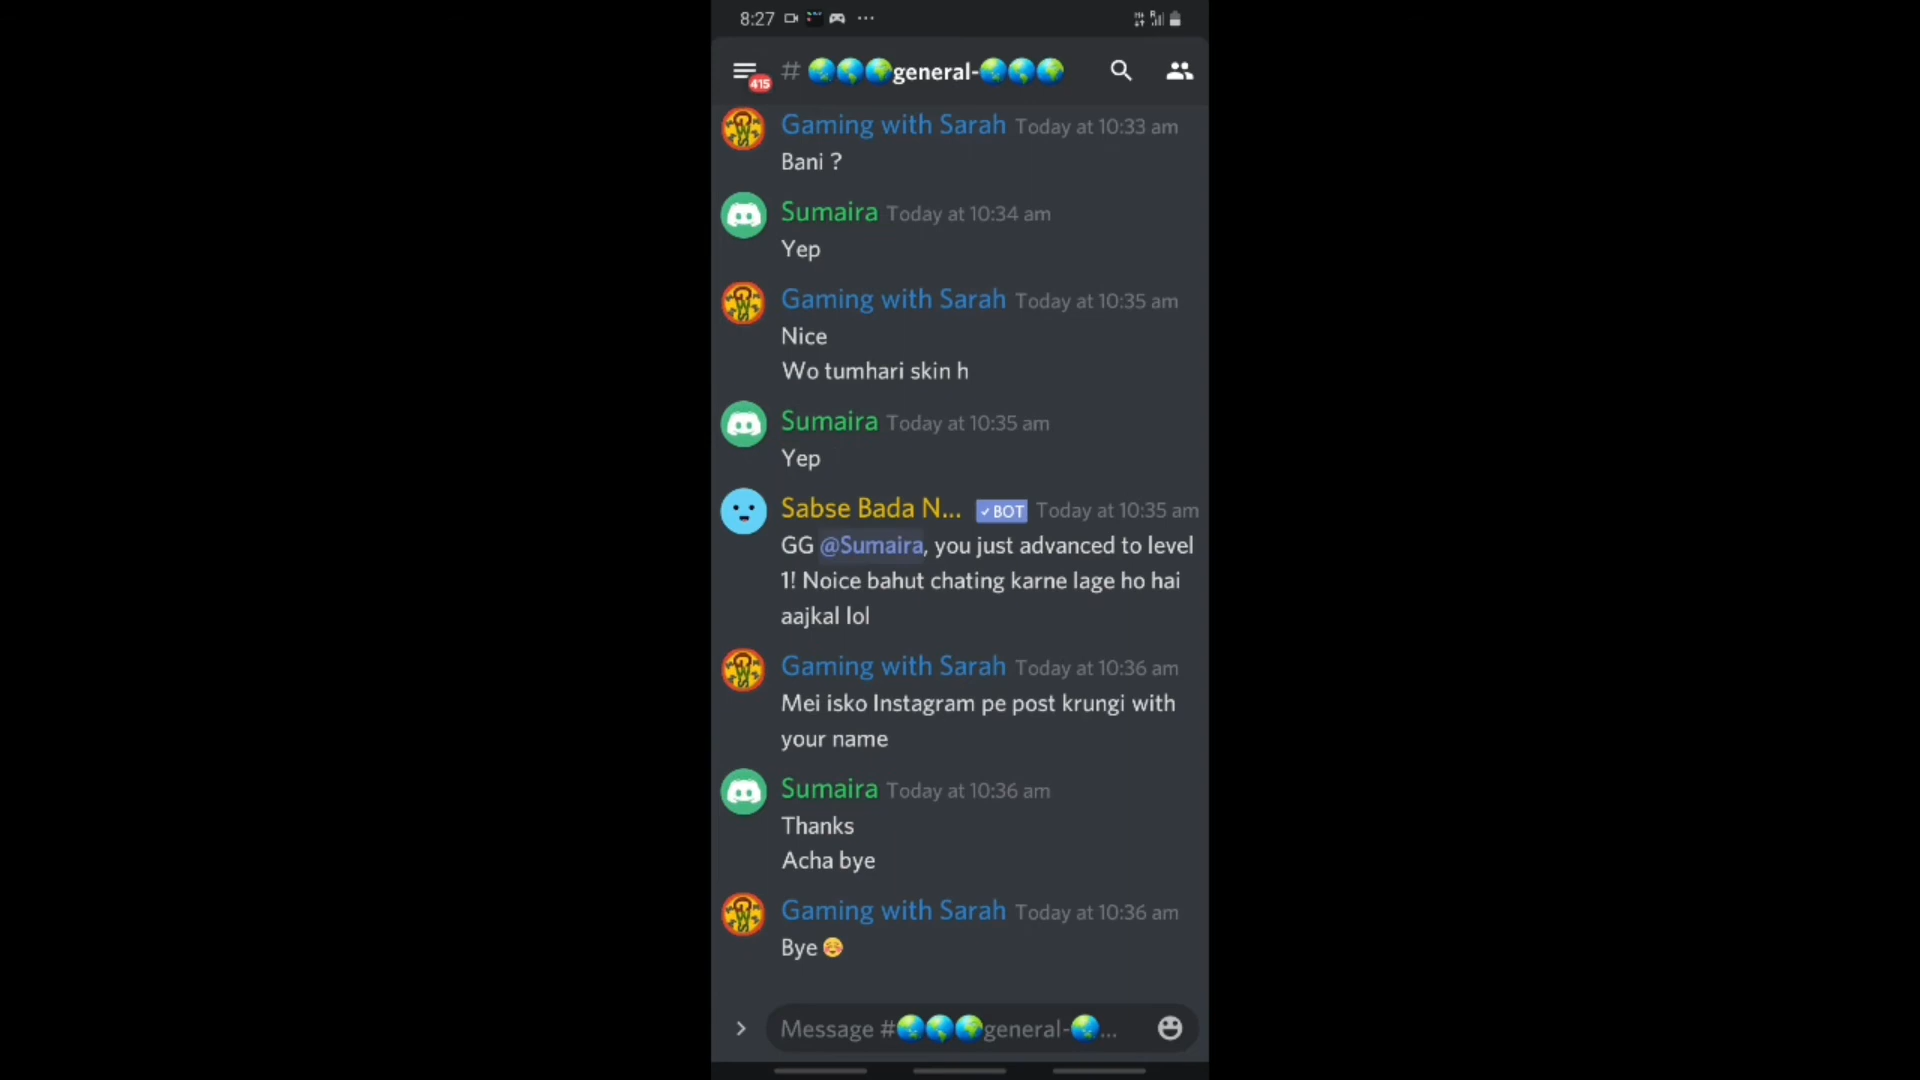 8:27
415
# general-
Gaming with Sarah Today at 10:33 am
Bani ?
Sumaira Today at 10:34 am
Yep
Gaming with Sarah Today at 10:35 am
Nice
Wo tumhari skin h
Sumaira Today at 10:35 am
Yep
Sabse Bada N... ✓BOT Today at 10:35 am
GG @Sumaira, you just advanced to level
1! Noice bahut chating karne lage ho hai
aajkal lol
Gaming with Sarah Today at 10:36 am
Mei isko Instagram pe post krungi with
your name
Sumaira Today at 10:36 am
Thanks
Acha bye
Gaming with Sarah Today at 10:36 am
Bye ☺️
Message #🌏🌎🌍general-🌏...